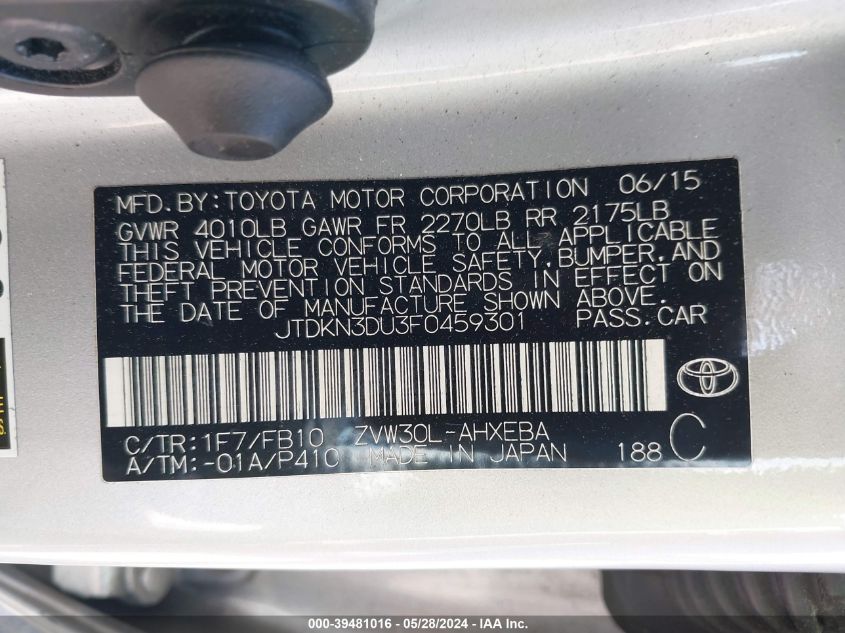 MFD.BY:TOYOTA MOTOR CORPORATION 06/15
GVWR 4010LB GAWR FR 2270LB RR 2175LB
THIS VEHICLE CONFORMS TO ALL APPLICABLE
FEDERAL MOTOR VEHICLE SAFETY,BUMPER,AND
THEFT PREVENTION STANDARDS IN EFFECT ON
THE DATE OF MANUFACTURE SHOWN ABOVE.
JTDKN3DU3F0459301 PASS.CAR
C/TR:1F7/FB10 ZVW30L-AHXEBA
A/TM:-01A/P410 MADE IN JAPAN 188 C
000-39481016 - 05/28/2024 - IAA Inc.